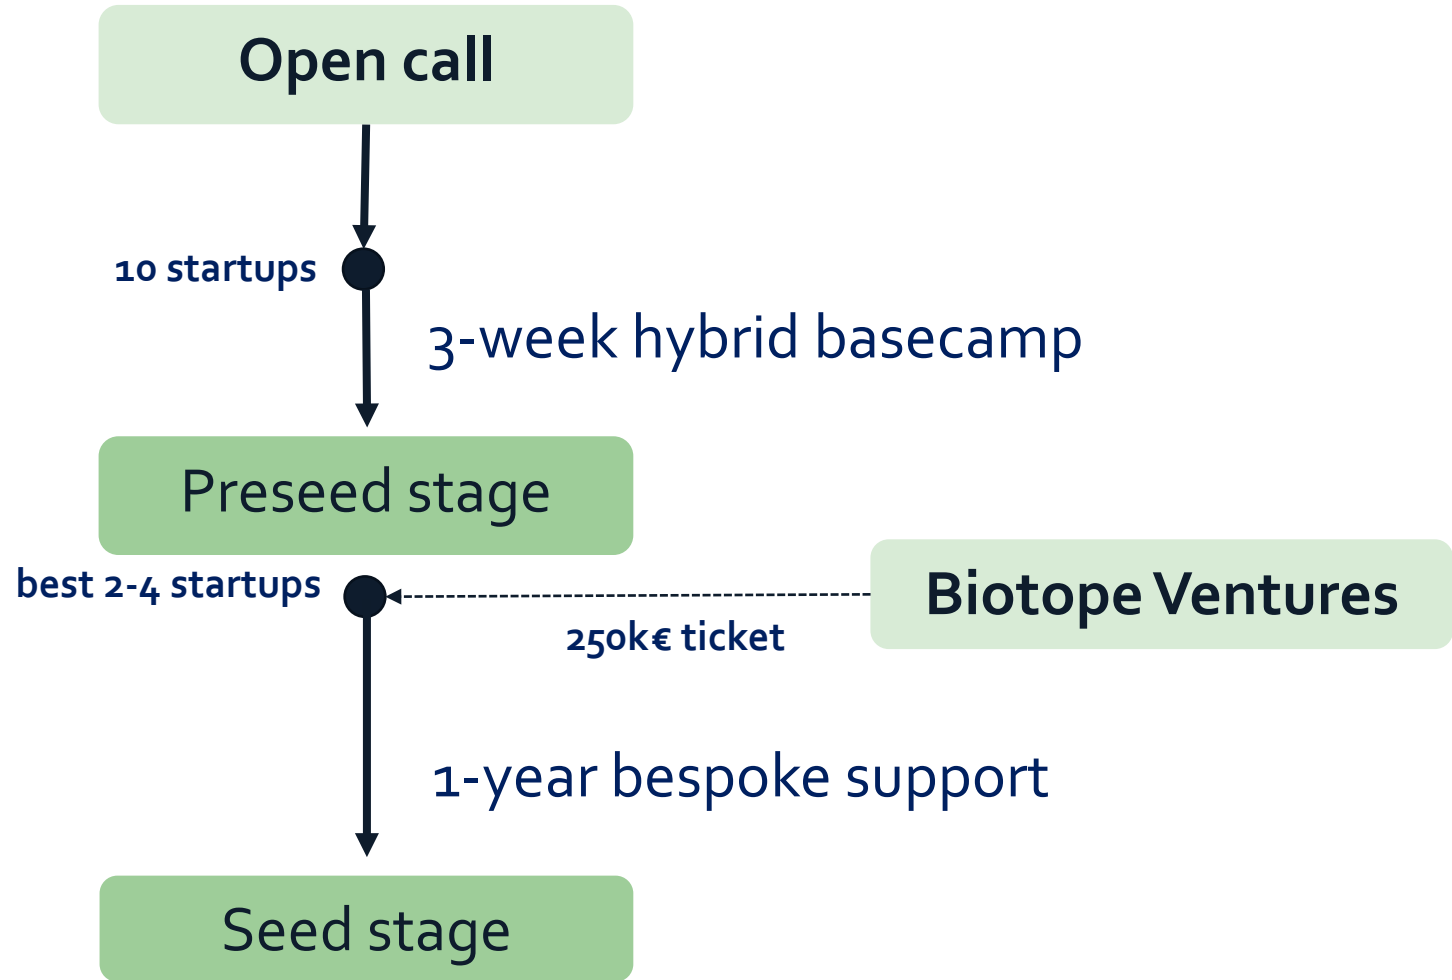 Open call
10 startups
3-week hybrid basecamp
Preseed stage
best 2-4 startups
Biotope Ventures
250k€ ticket
1-year bespoke support
Seed stage